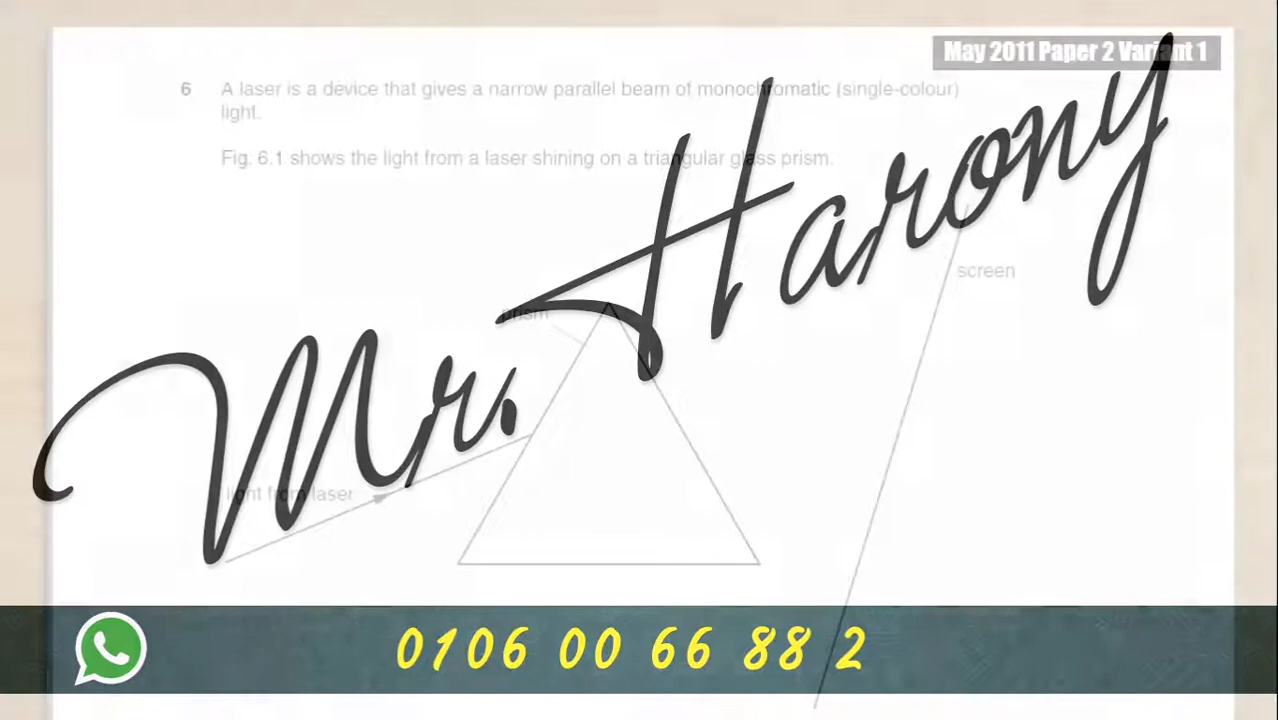 May 2011 Paper 2 Variant 1
6 A laser is a device that gives a narrow parallel beam of monochromatic (single-colour)
light.
Fig. 6.1 shows the light from a laser shining on a triangular glass prism.
Mr. Harony
screen
prism
light from laser
0106 00 66 88 2